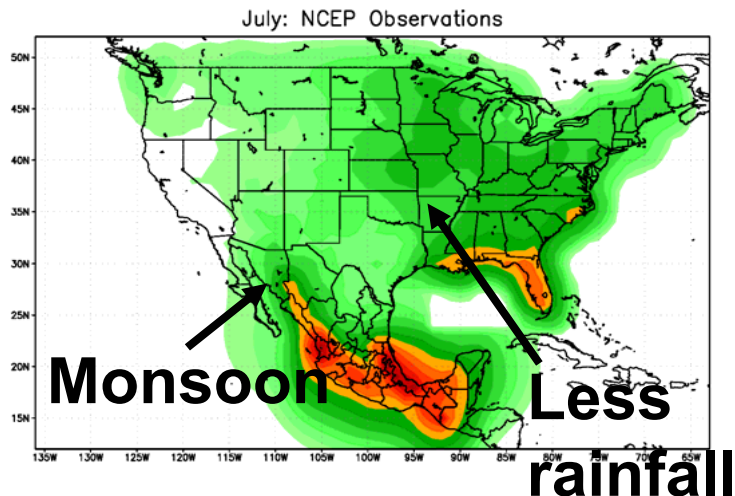 July: NCEP Observations
50N
45N
40N
35N
30N
25N
20N
15N
Monsoon
Less
rainfall
135W 130W 125W 120W 115W 110W 105W 100W 95W 90W 85W 80W 75W 70W 65W